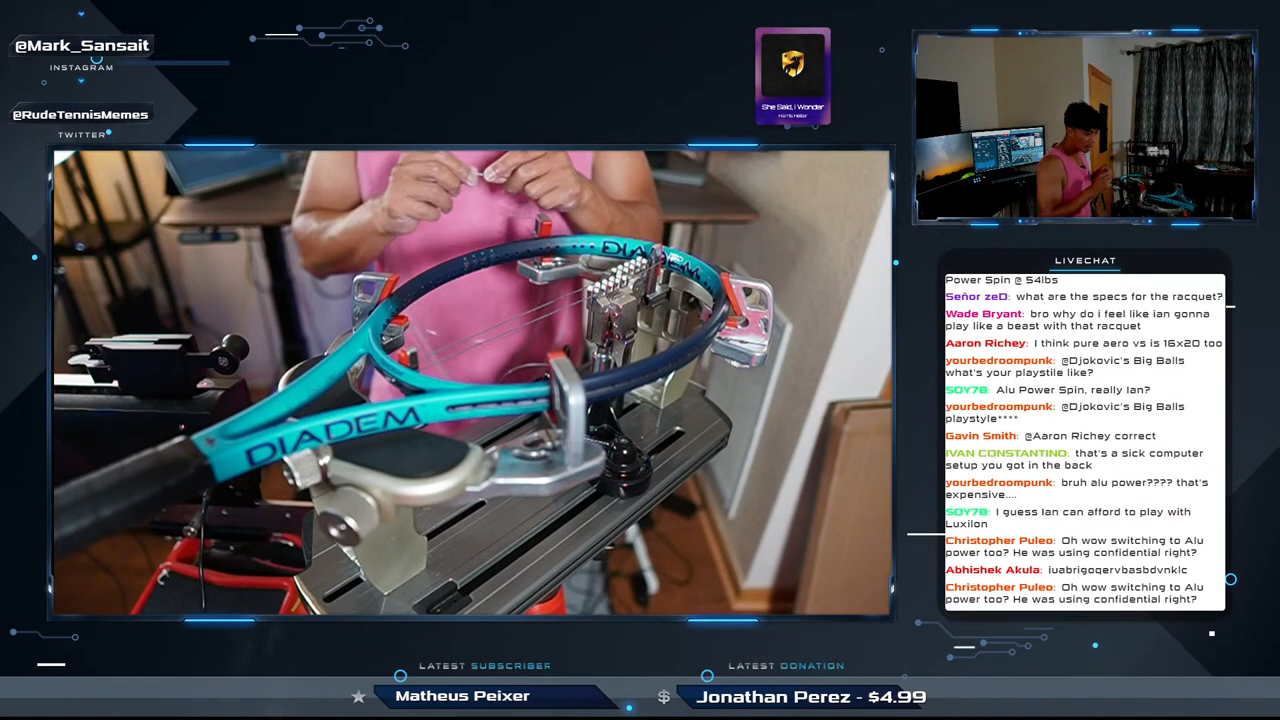 @Mark_Sansait
INSTAGRAM
@RudeTennisMemes
TWITTER
She Said, I Wonder
Harris Heller
DIADEM
DIADEM
LIVECHAT
Power Spin @ 54lbs
Señor zeD: what are the specs for the racquet?
Wade Bryant: bro why do i feel like ian gonna
play like a beast with that racquet
Aaron Richey: I think pure aero vs is 16x20 too
yourbedroompunk: @Djokovic's Big Balls
what's your playstile like?
SOY78: Alu Power Spin, really Ian?
yourbedroompunk: @Djokovic's Big Balls
playstyle****
Gavin Smith: @Aaron Richey correct
IVAN CONSTANTINO: that's a sick computer
setup you got in the back
yourbedroompunk: bruh alu power???? that's
expensive....
SOY78: I guess Ian can afford to play with
Luxilon
Christopher Puleo: Oh wow switching to Alu
power too? He was using confidential right?
Abhishek Akula: iuabrigoqervbasbdvnklc
Christopher Puleo: Oh wow switching to Alu
power too? He was using confidential right?
LATEST SUBSCRIBER
Matheus Peixer
LATEST DONATION
$ Jonathan Perez - $4.99